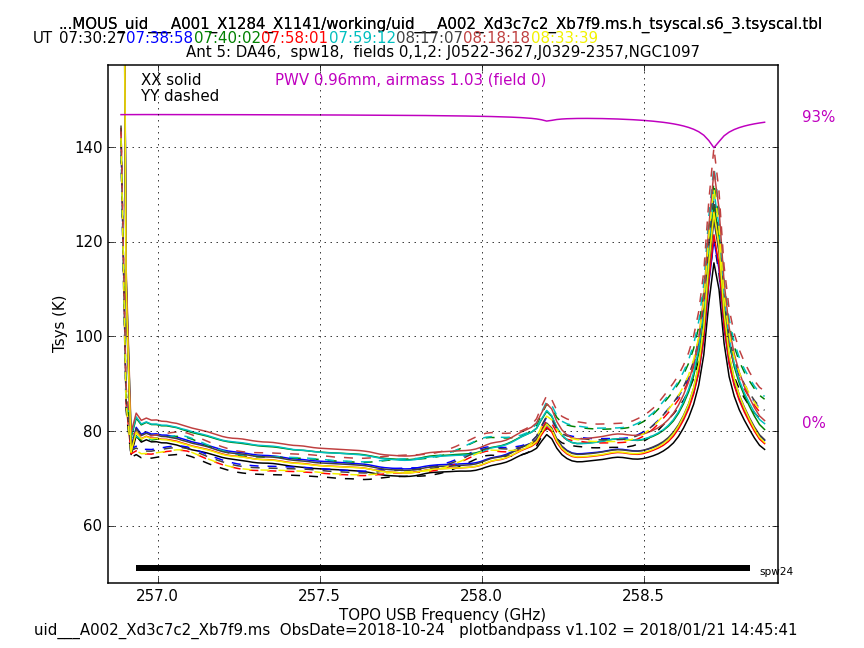 ...MOUS_uid___A001_X1284_X1141/working/uid___A002_Xd3c7c2_Xb7f9.ms.h_tsyscal.s6_3.tsyscal.tbl
UT 07:30:27 07:38:58 07:40:02 07:58:01 07:59:12 08:17:07 08:18:18 08:33:39
Ant 5: DA46, spw18, fields 0,1,2: J0522-3627,J0329-2357,NGC1097
XX solid
PWV 0.96mm, airmass 1.03 (field 0)
YY dashed
93%
140
120
100
80
60
Tsys (K)
0%
spw24
257.0 257.5 258.0 258.5
TOPO USB Frequency (GHz)
uid___A002_Xd3c7c2_Xb7f9.ms ObsDate=2018-10-24 plotbandpass v1.102 = 2018/01/21 14:45:41